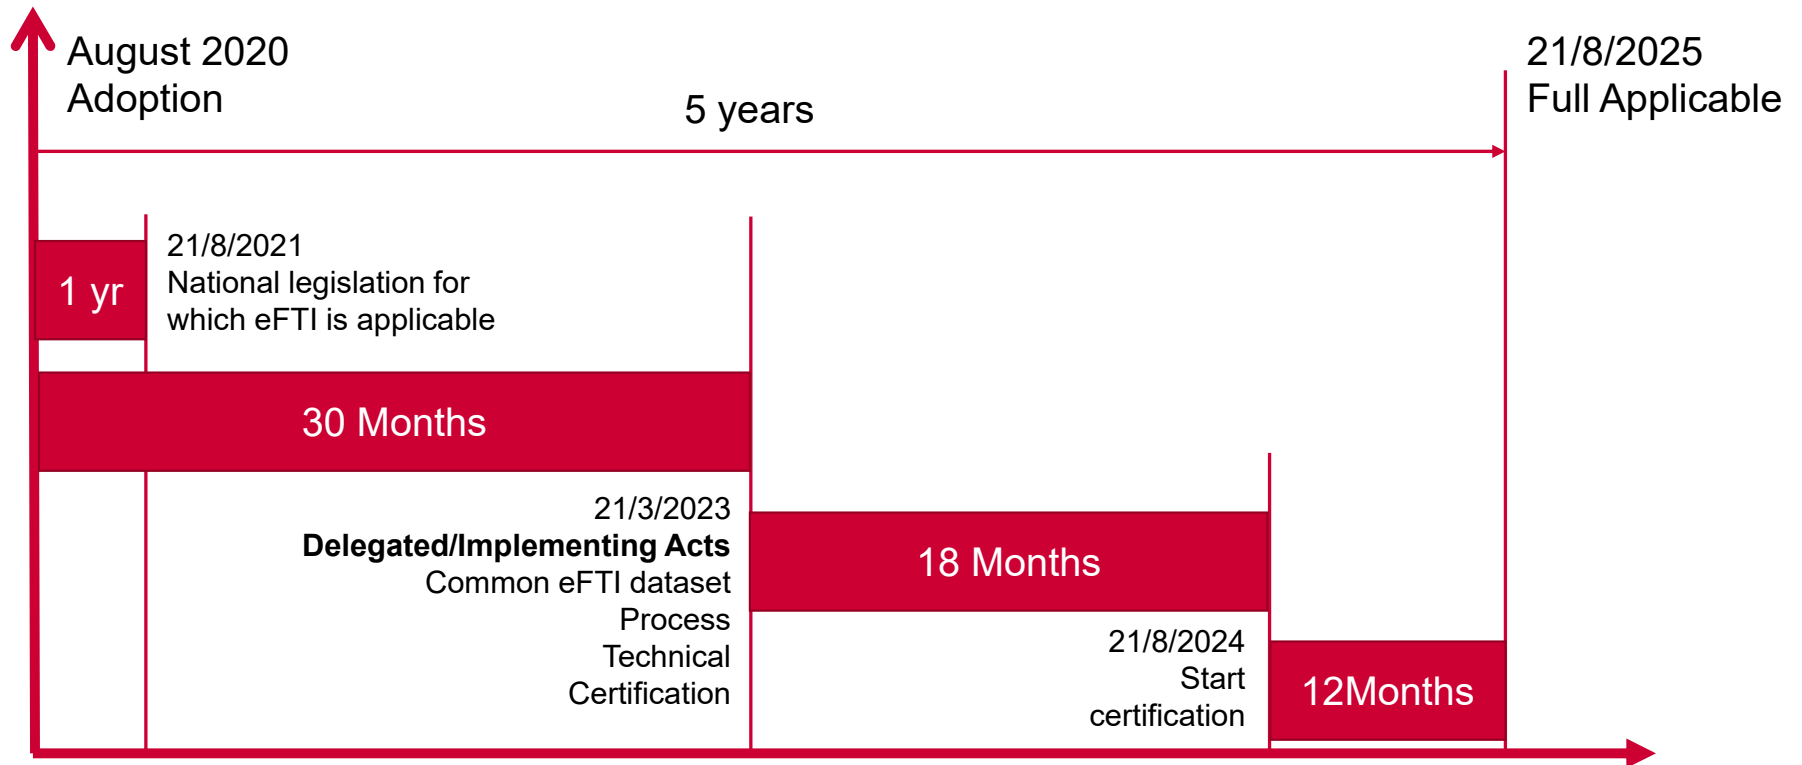 August 2020
Adoption
5 years
21/8/2025
Full Applicable
1 yr
21/8/2021
National legislation for
which eFTI is applicable
30 Months
21/3/2023
Delegated/Implementing Acts
Common eFTI dataset
Process
Technical
Certification
18 Months
21/8/2024
Start
certification
12Months